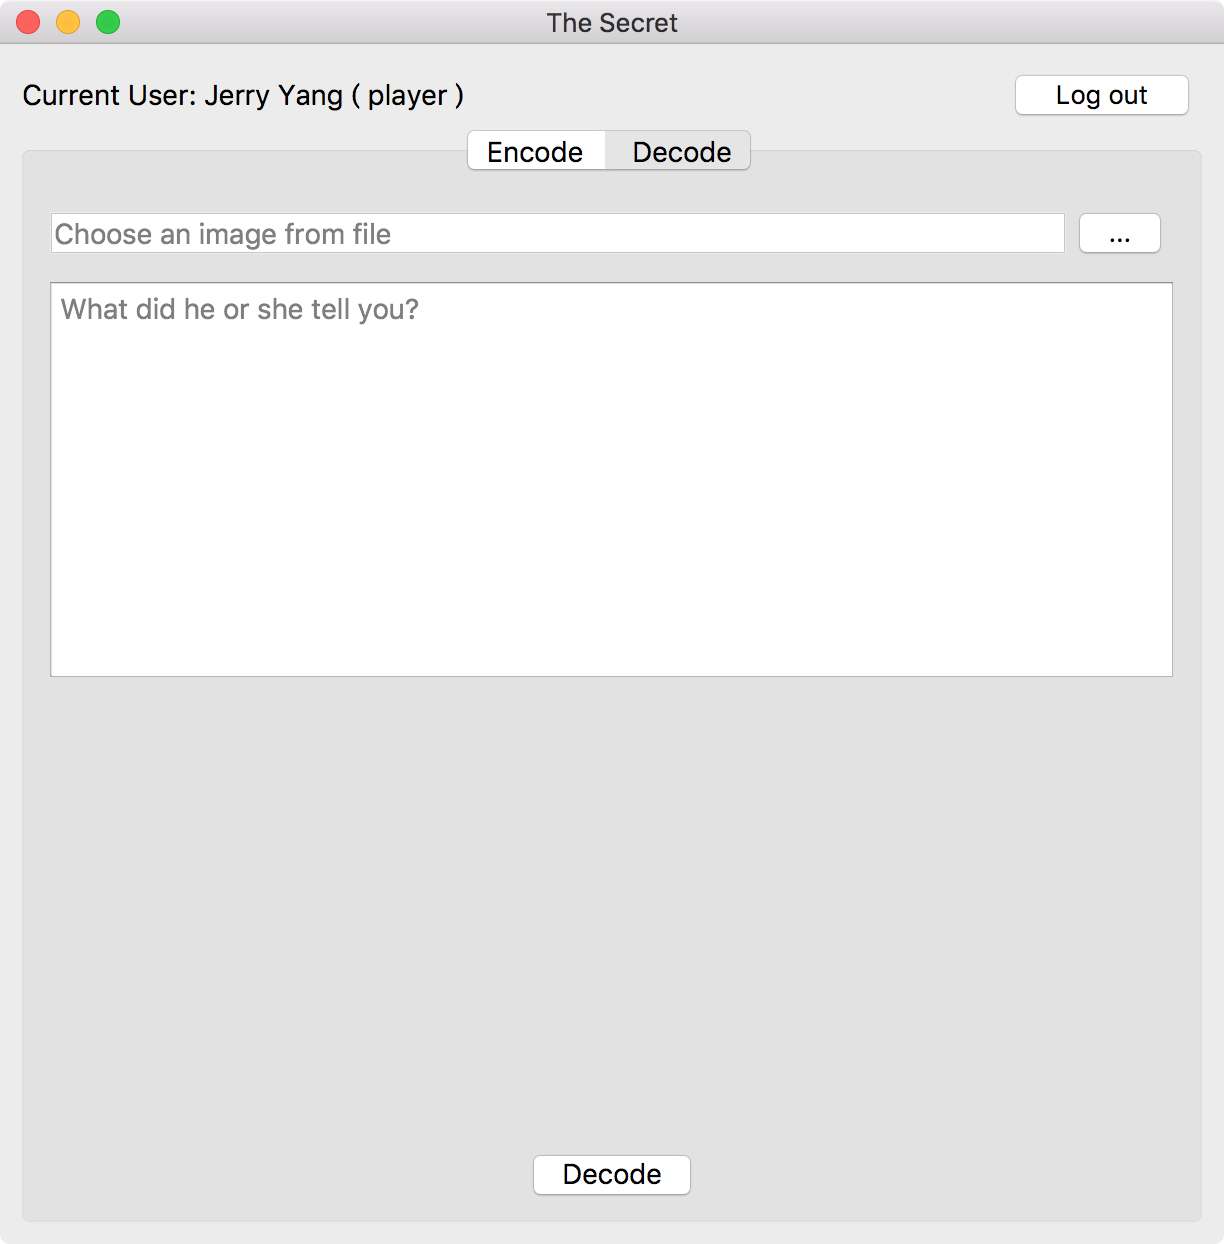 The Secret
Current User: Jerry Yang ( player )
Log out
Encode
Decode
Choose an image from file
...
What did he or she tell you?
Decode